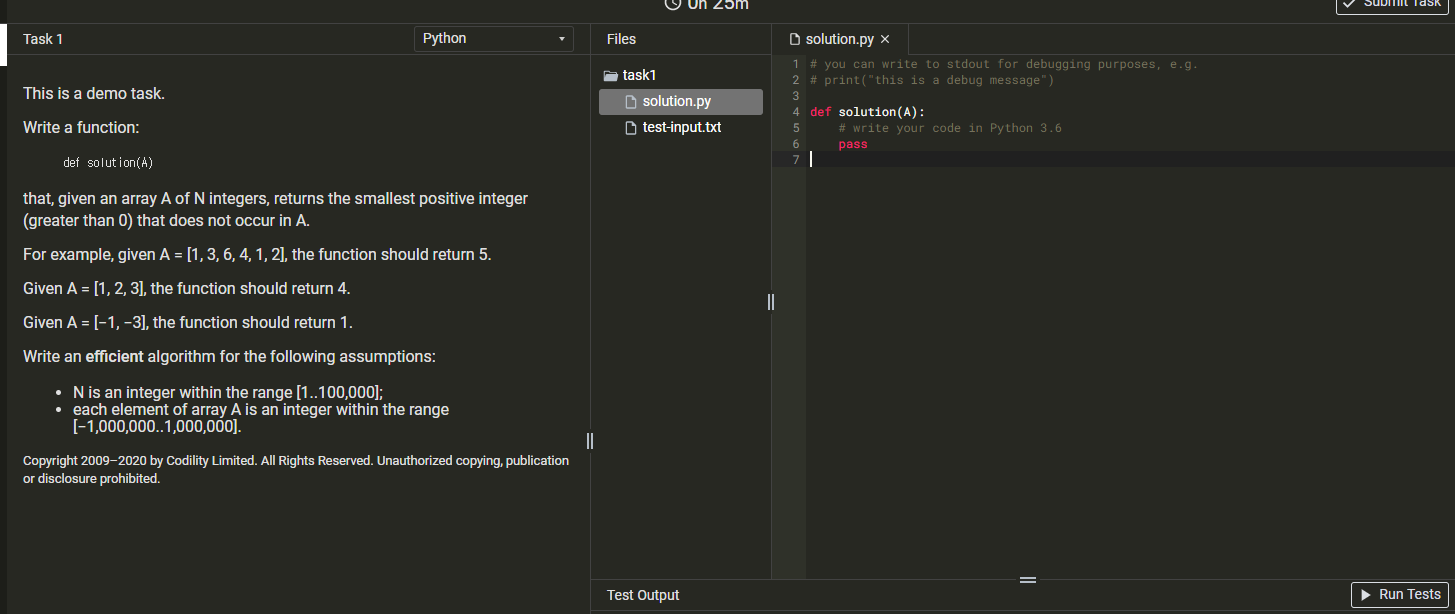 0h 25m
Submit Task
Task 1
Python
Files
solution.py ×
This is a demo task.
Write a function:
def solution(A)
that, given an array A of N integers, returns the smallest positive integer
(greater than 0) that does not occur in A.
For example, given A = [1, 3, 6, 4, 1, 2], the function should return 5.
Given A = [1, 2, 3], the function should return 4.
Given A = [−1, −3], the function should return 1.
Write an efficient algorithm for the following assumptions:
• N is an integer within the range [1..100,000];
• each element of array A is an integer within the range
[−1,000,000..1,000,000].
Copyright 2009–2020 by Codility Limited. All Rights Reserved. Unauthorized copying, publication
or disclosure prohibited.
task1
solution.py
test-input.txt
1 # you can write to stdout for debugging purposes, e.g.
2 # print("this is a debug message")
3
4 def solution(A):
5     # write your code in Python 3.6
6     pass
7
Test Output
Run Tests